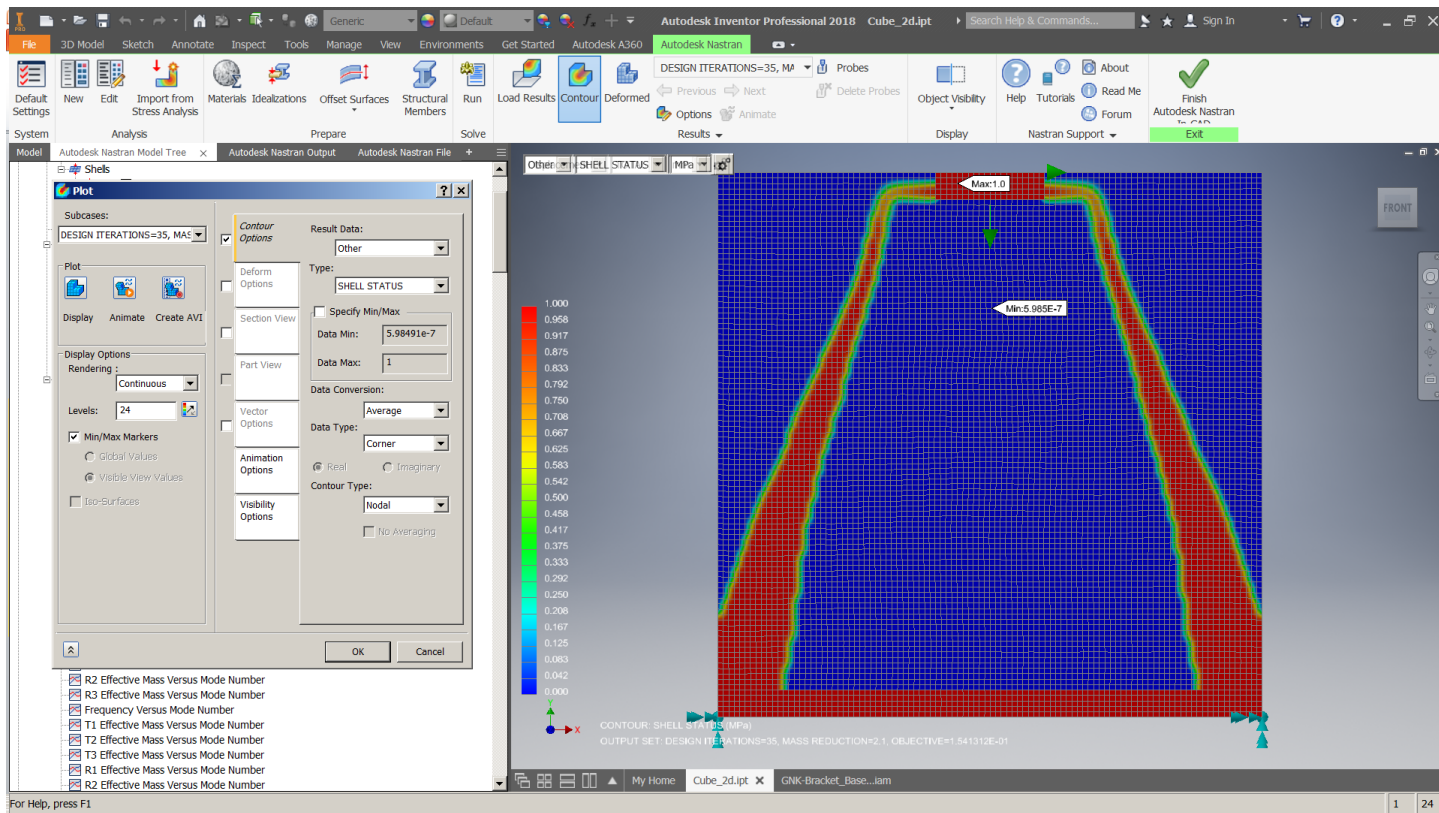 PRO
Generic
Default
Autodesk Inventor Professional 2018 Cube_2d.ipt
Search Help & Commands...
Sign In
File 3D Model Sketch Annotate Inspect Tools Manage View Environments Get Started Autodesk A360 Autodesk Nastran
Default Settings
New
Edit
Import from Stress Analysis
Materials
Idealizations
Offset Surfaces
Structural Members
Run
Load Results
Contour
Deformed
DESIGN ITERATIONS=35, MA
Previous Next
Options Animate
Probes
Delete Probes
Object Visibility
Help
Tutorials
About
Read Me
Forum
Finish
Autodesk Nastran
In-CAD
System Analysis Prepare Solve Results Display Nastran Support Exit
Model Autodesk Nastran Model Tree Autodesk Nastran Output Autodesk Nastran File
Shells
Plot
Subcases:
DESIGN ITERATIONS=35, MAS
Plot
Display Animate Create AVI
Display Options
Rendering :
Continuous
Levels: 24
Min/Max Markers
Global Values
Visible View Values
Iso-Surfaces
Contour Options
Deform Options
Section View
Part View
Vector Options
Animation Options
Visibility Options
Result Data:
Other
Type:
SHELL STATUS
Specify Min/Max
Data Min: 5.98491e-7
Data Max: 1
Data Conversion:
Average
Data Type:
Corner
Real Imaginary
Contour Type:
Nodal
No Averaging
OK Cancel
R2 Effective Mass Versus Mode Number
R3 Effective Mass Versus Mode Number
Frequency Versus Mode Number
T1 Effective Mass Versus Mode Number
T2 Effective Mass Versus Mode Number
T3 Effective Mass Versus Mode Number
R1 Effective Mass Versus Mode Number
R2 Effective Mass Versus Mode Number
Other SHELL STATUS MPa
Max:1.0
Min:5.985E-7
FRONT
1.000
0.958
0.917
0.875
0.833
0.792
0.750
0.708
0.667
0.625
0.583
0.542
0.500
0.458
0.417
0.375
0.333
0.292
0.250
0.208
0.167
0.125
0.083
0.042
0.000
Y
X
CONTOUR: SHELL STATUS (MPa)
OUTPUT SET: DESIGN ITERATIONS=35, MASS REDUCTION=2.1, OBJECTIVE=1.541312E-01
My Home Cube_2d.ipt GNK-Bracket_Base...iam
For Help, press F1
1 24